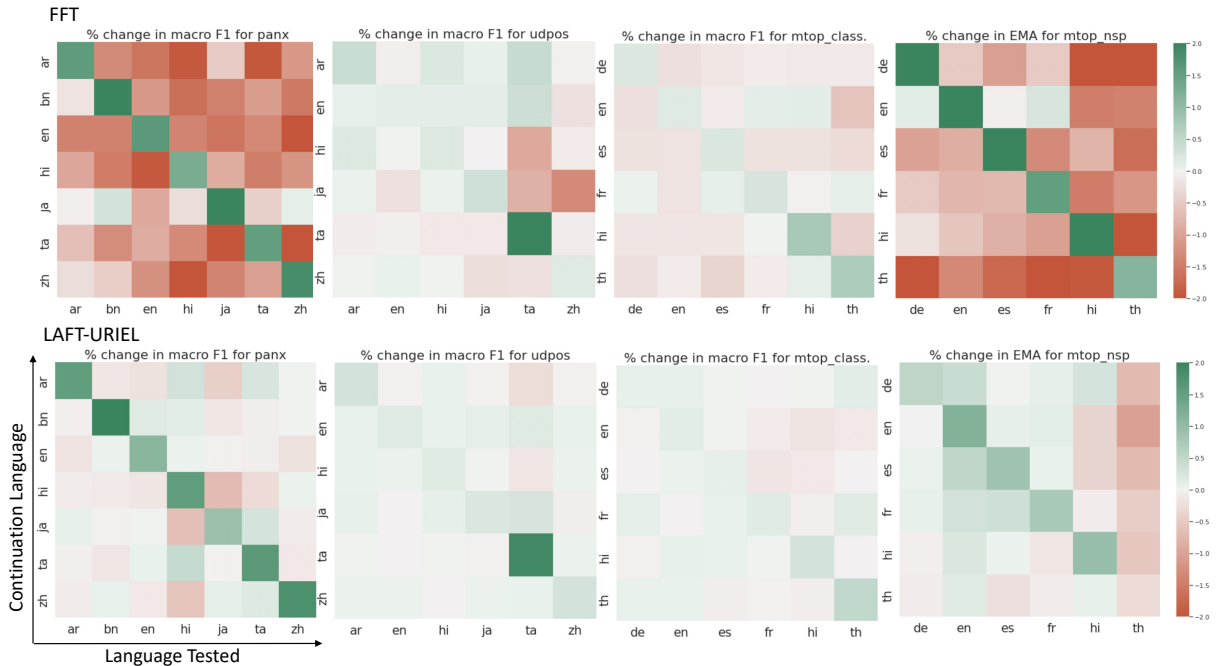 FFT
% change in macro F1 for panx
% change in macro F1 for udpos
% change in macro F1 for mtop_class.
% change in EMA for mtop_nsp
ar
bn
en
hi
ja
ta
zh
ar bn en hi ja ta zh
ar
en
hi
ja
ta
zh
ar en hi ja ta zh
de
en
es
fr
hi
th
de en es fr hi th
de
en
es
fr
hi
th
de en es fr hi th
2.0
1.5
1.0
0.5
0.0
−0.5
−1.0
−1.5
−2.0
LAFT-URIEL
% change in macro F1 for panx
% change in macro F1 for udpos
% change in macro F1 for mtop_class.
% change in EMA for mtop_nsp
Continuation Language
ar
bn
en
hi
ja
ta
zh
ar bn en hi ja ta zh
ar
en
hi
ja
ta
zh
ar en hi ja ta zh
de
en
es
fr
hi
th
de en es fr hi th
de
en
es
fr
hi
th
de en es fr hi th
2.0
1.5
1.0
0.5
0.0
−0.5
−1.0
−1.5
−2.0
Language Tested